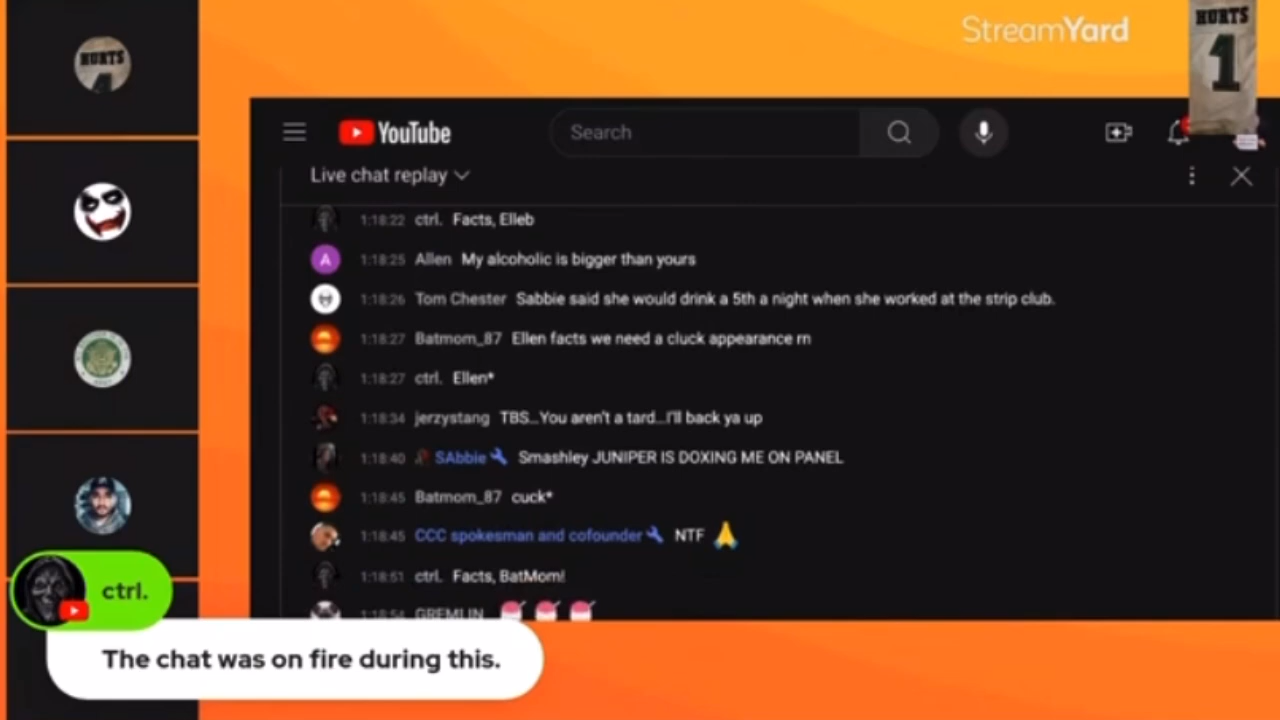 StreamYard
HURTS
1
HURTS
YouTube
Search
Live chat replay
1:18:22 ctrl. Facts, Elleb
A
1:18:25 Allen My alcoholic is bigger than yours
1:18:26 Tom Chester Sabbie said she would drink a 5th a night when she worked at the strip club.
1:18:27 Batmom_87 Ellen facts we need a cluck appearance rn
1:18:27 ctrl. Ellen*
1:18:34 jerzystang TBS...You aren't a tard...I'll back ya up
1:18:40 SAbbie Smashley JUNIPER IS DOXING ME ON PANEL
1:18:45 Batmom_87 cuck*
1:18:45 CCC spokesman and cofounder NTF 🙏
1:18:51 ctrl. Facts, BatMom!
1:18:54 GREMLIN
ctrl.
The chat was on fire during this.